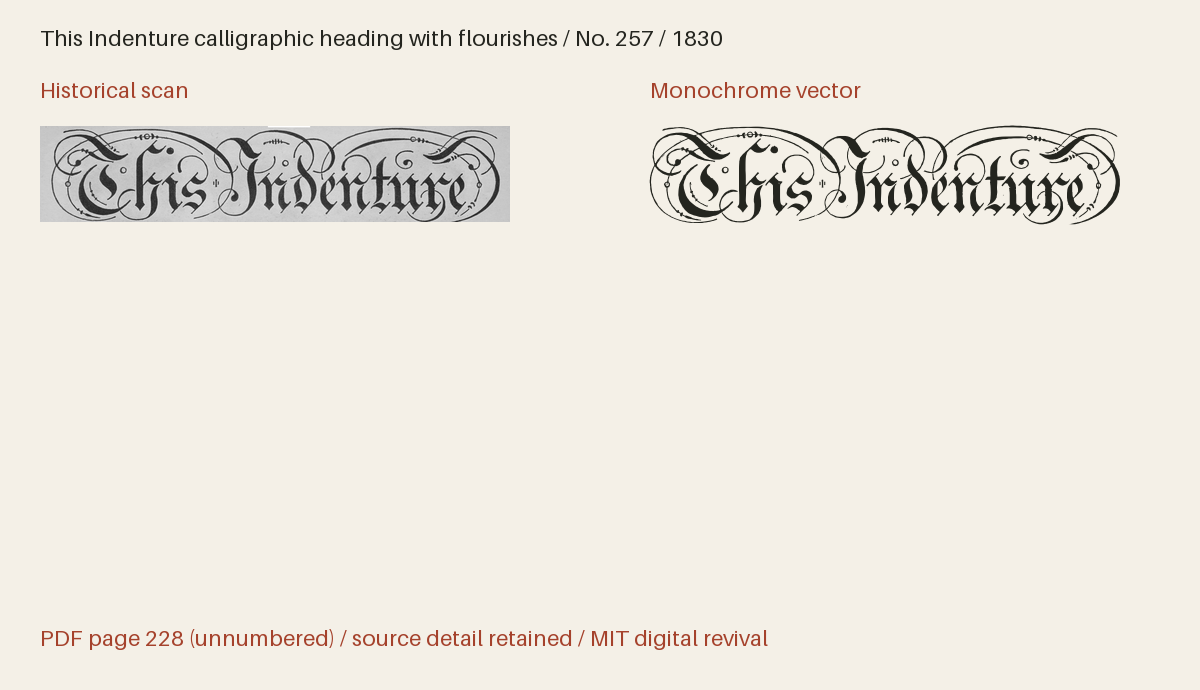 This Indenture calligraphic heading with flourishes / No. 257 / 1830
Historical scan
Monochrome vector
This Indenture
This Indenture
PDF page 228 (unnumbered) / source detail retained / MIT digital revival